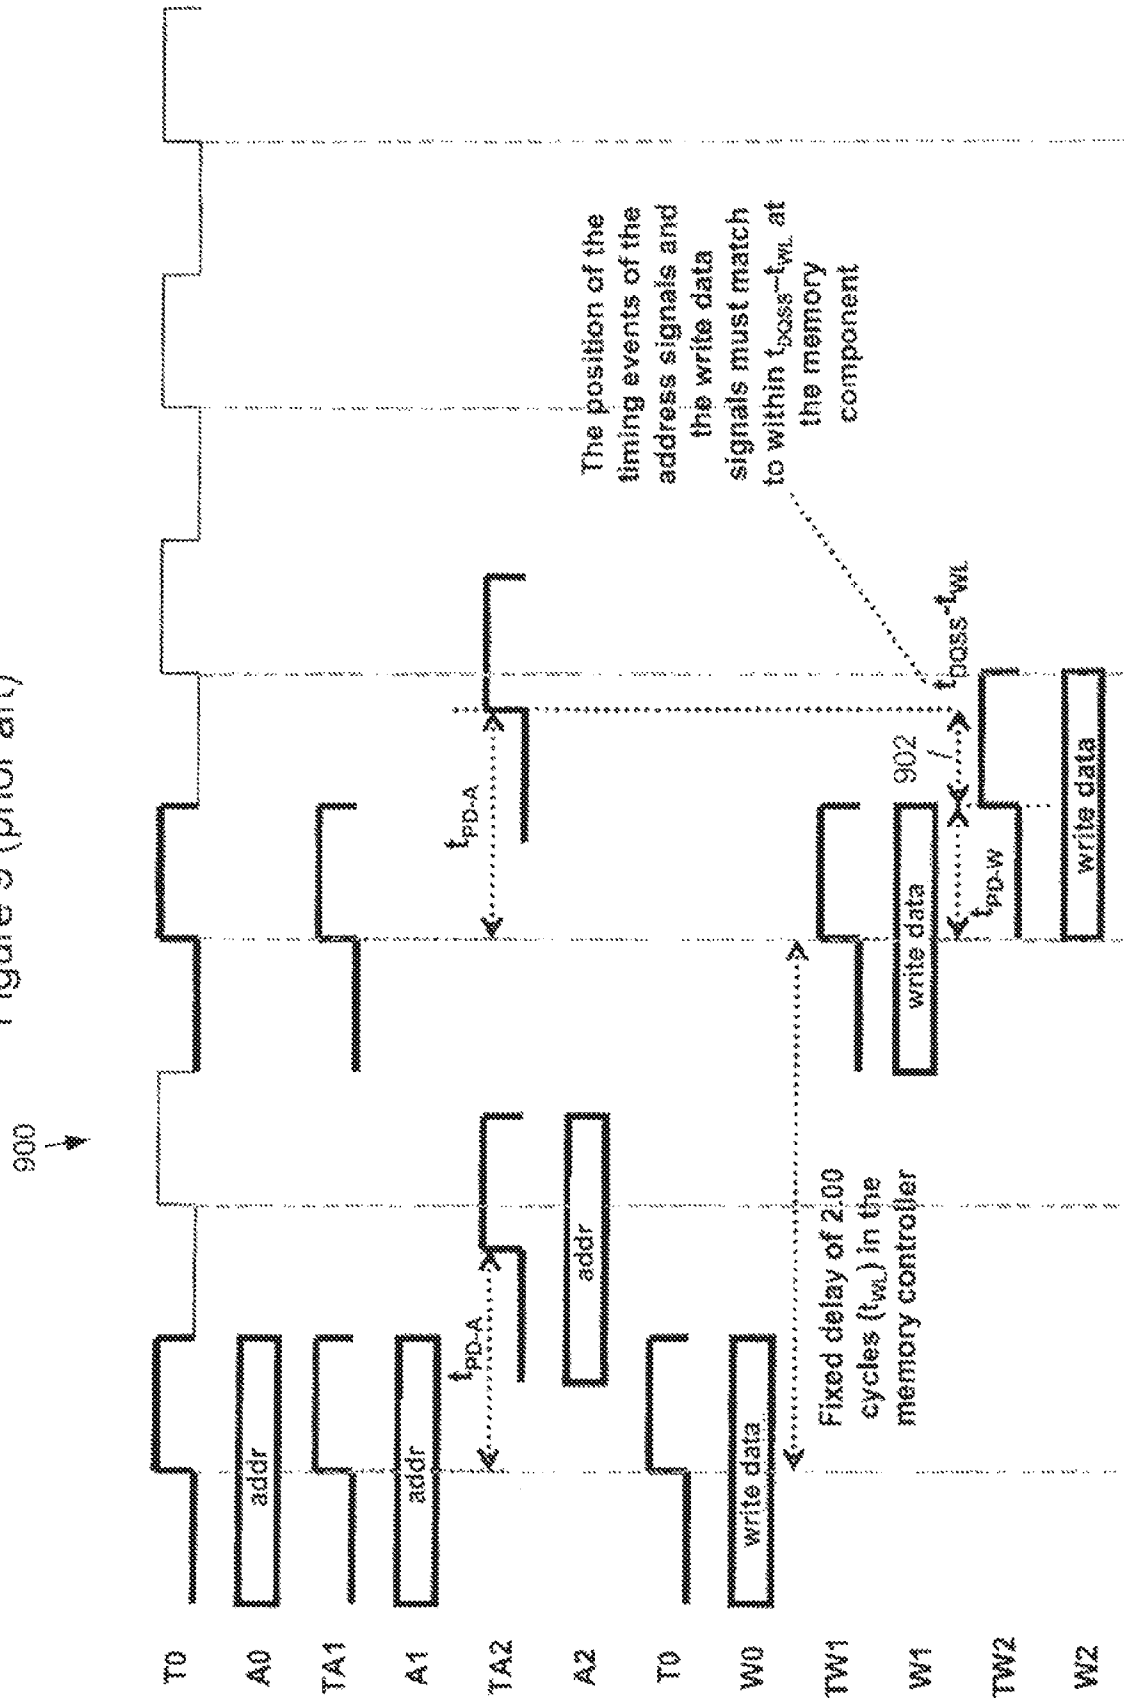 Figure 9 (prior art)
900
T0
A0
addr
TA1
A1
addr
TA2
tPD-A
tPD-A
A2
addr
T0
W0
write data
Fixed delay of 2.00
cycles (tWL) in the
memory controller
The position of the
timing events of the
address signals and
the write data
signals must match
to within tDQSS-tWL at
the memory
component
TW1
W1
write data
902
tDQSS-tWL
tPD-W
TW2
W2
write data